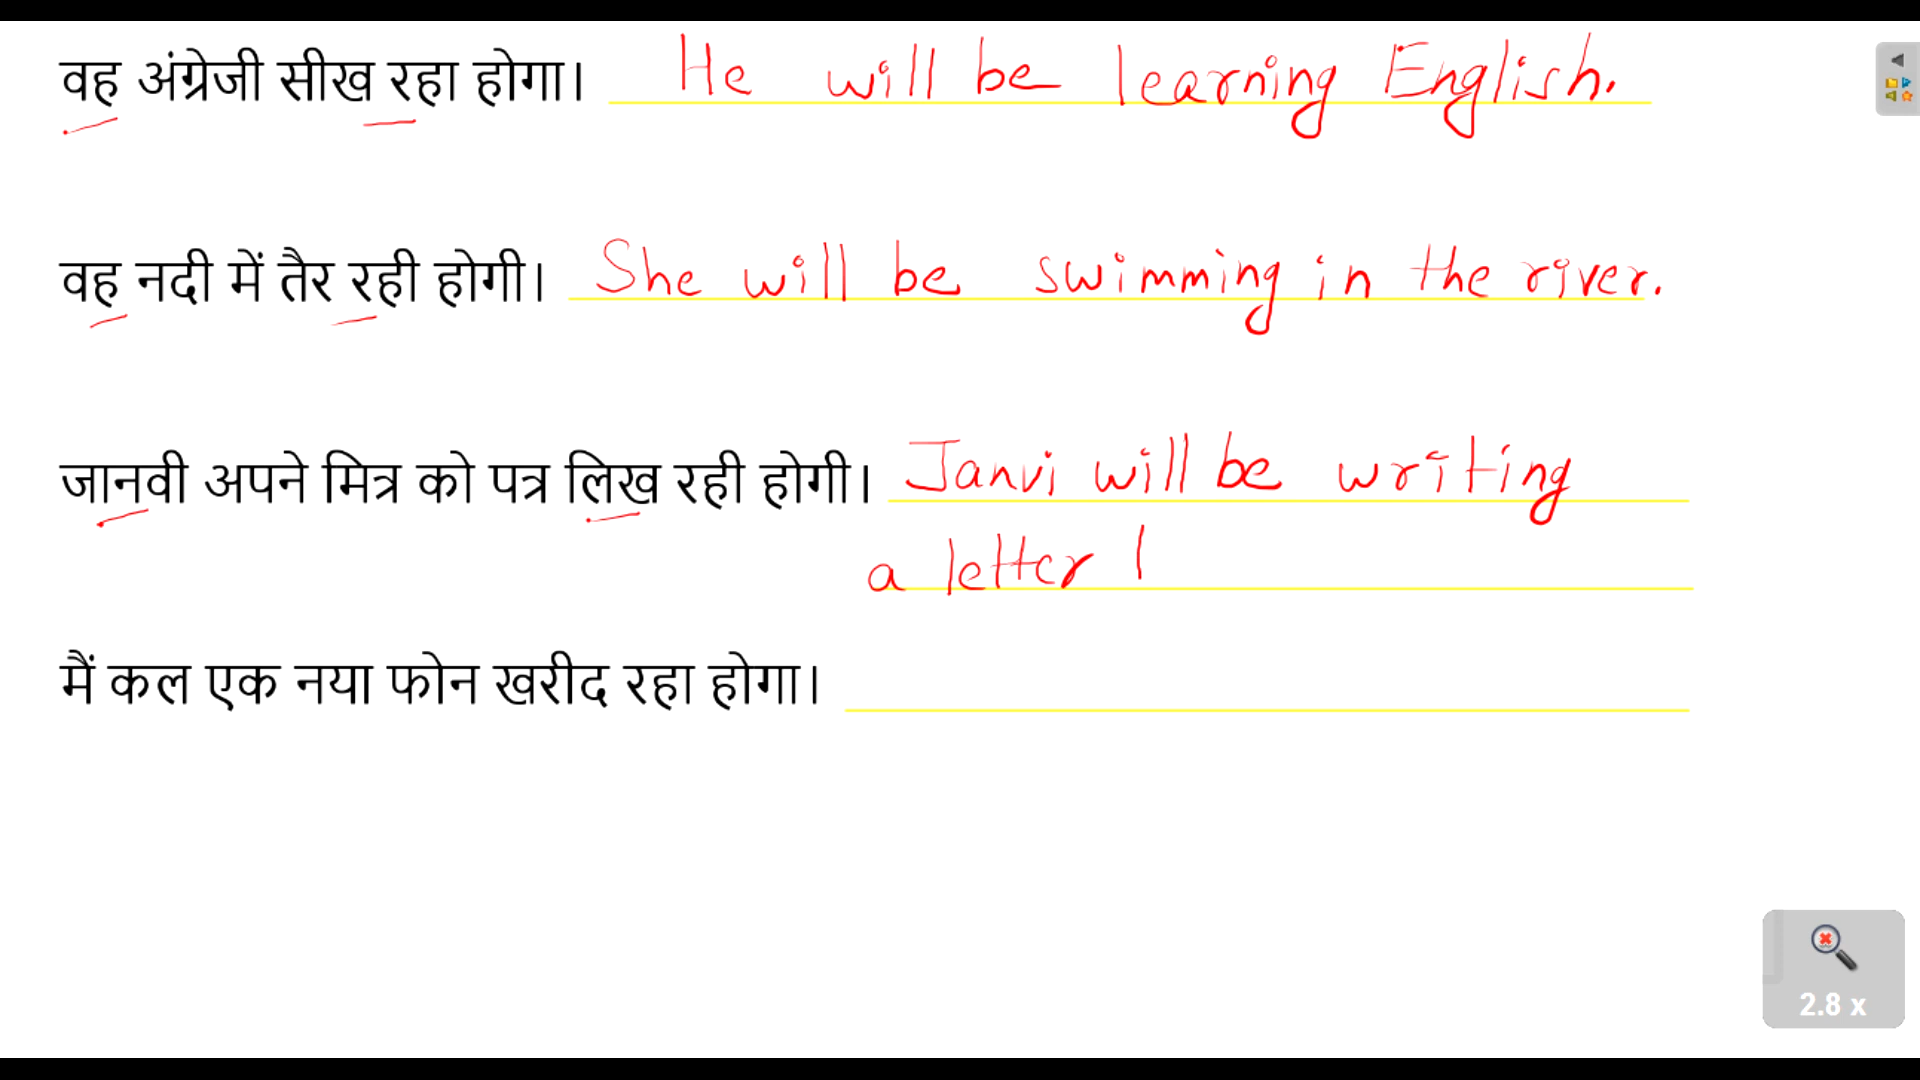 वह अंग्रेजी सीख रहा होगा। He will be learning English.
वह नदी में तैर रही होगी। She will be swimming in the river.
जानवी अपने मित्र को पत्र लिख रही होगी। Janvi will be writing
a letter
मैं कल एक नया फोन खरीद रहा होगा।
2.8 x